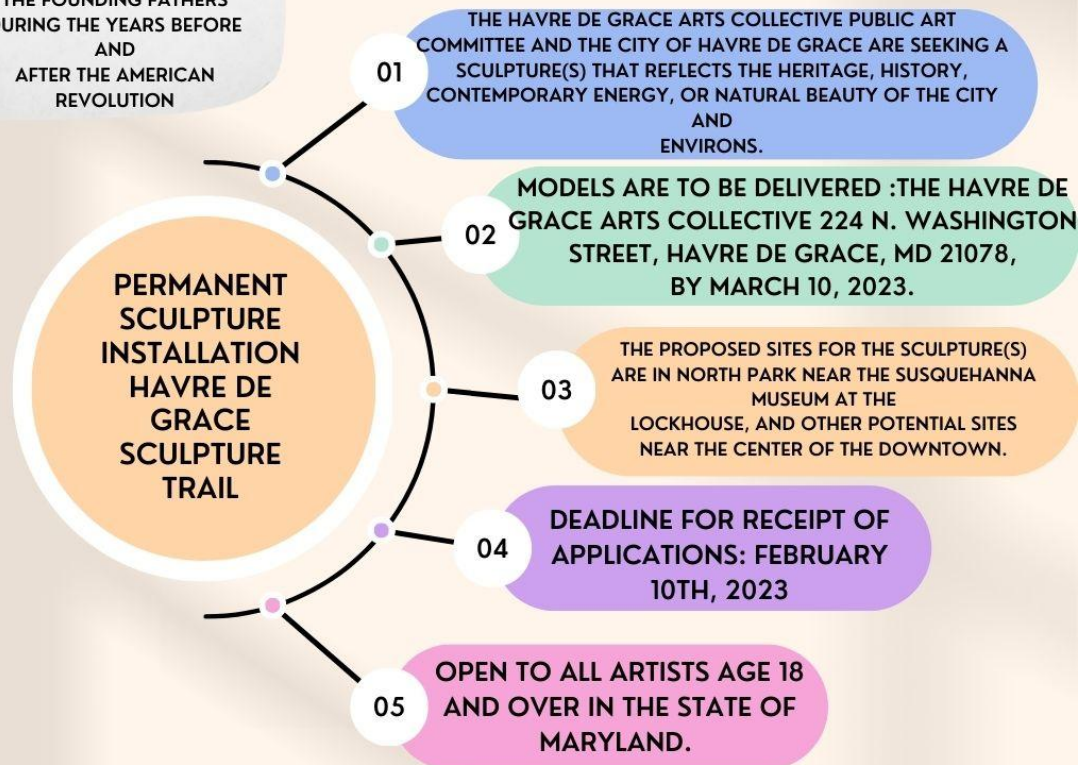 THE FOUNDING FATHERS
DURING THE YEARS BEFORE
AND
AFTER THE AMERICAN
REVOLUTION
01
THE HAVRE DE GRACE ARTS COLLECTIVE PUBLIC ART
COMMITTEE AND THE CITY OF HAVRE DE GRACE ARE SEEKING A
SCULPTURE(S) THAT REFLECTS THE HERITAGE, HISTORY,
CONTEMPORARY ENERGY, OR NATURAL BEAUTY OF THE CITY
AND
ENVIRONS.
02
MODELS ARE TO BE DELIVERED :THE HAVRE DE
GRACE ARTS COLLECTIVE 224 N. WASHINGTON
STREET, HAVRE DE GRACE, MD 21078,
BY MARCH 10, 2023.
PERMANENT
SCULPTURE
INSTALLATION
HAVRE DE
GRACE
SCULPTURE
TRAIL
03
THE PROPOSED SITES FOR THE SCULPTURE(S)
ARE IN NORTH PARK NEAR THE SUSQUEHANNA
MUSEUM AT THE
LOCKHOUSE, AND OTHER POTENTIAL SITES
NEAR THE CENTER OF THE DOWNTOWN.
04
DEADLINE FOR RECEIPT OF
APPLICATIONS: FEBRUARY
10TH, 2023
05
OPEN TO ALL ARTISTS AGE 18
AND OVER IN THE STATE OF
MARYLAND.